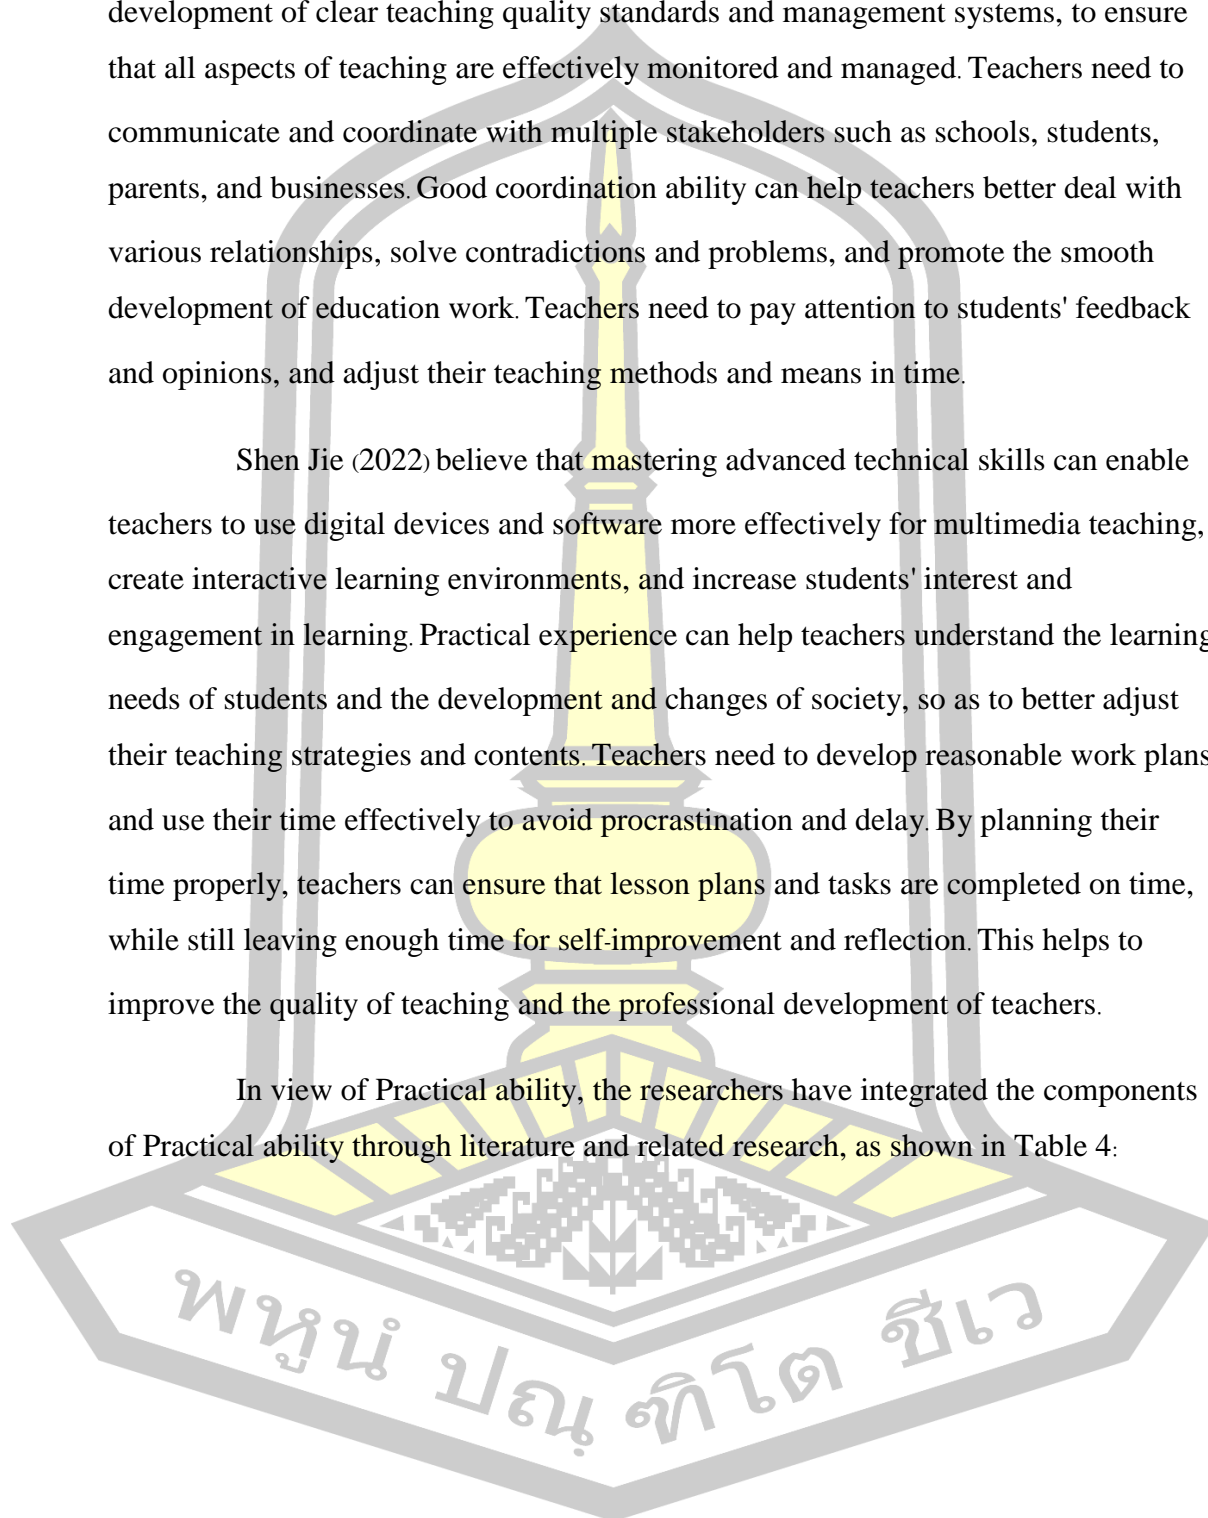 development of clear teaching quality standards and management systems, to ensure
that all aspects of teaching are effectively monitored and managed. Teachers need to
communicate and coordinate with multiple stakeholders such as schools, students,
parents, and businesses. Good coordination ability can help teachers better deal with
various relationships, solve contradictions and problems, and promote the smooth
development of education work. Teachers need to pay attention to students' feedback
and opinions, and adjust their teaching methods and means in time.
Shen Jie (2022) believe that mastering advanced technical skills can enable
teachers to use digital devices and software more effectively for multimedia teaching,
create interactive learning environments, and increase students' interest and
engagement in learning. Practical experience can help teachers understand the learning
needs of students and the development and changes of society, so as to better adjust
their teaching strategies and contents. Teachers need to develop reasonable work plans
and use their time effectively to avoid procrastination and delay. By planning their
time properly, teachers can ensure that lesson plans and tasks are completed on time,
while still leaving enough time for self-improvement and reflection. This helps to
improve the quality of teaching and the professional development of teachers.
In view of Practical ability, the researchers have integrated the components
of Practical ability through literature and related research, as shown in Table 4:
พหูนํ ปณฺฑิโต ชีเว